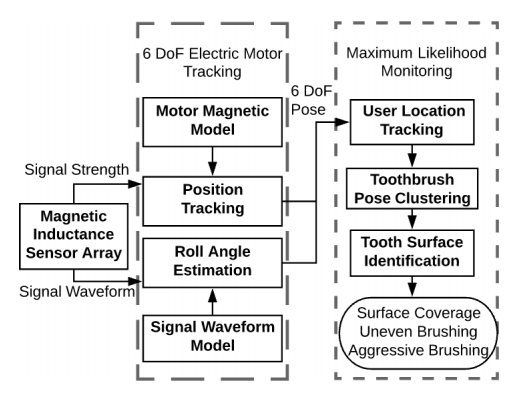 6 DoF Electric Motor
Tracking
Motor Magnetic
Model
Signal Strength
Position
Tracking
Magnetic
Inductance
Sensor Array
Roll Angle
Estimation
Signal Waveform
Signal Waveform
Model
6 DoF
Pose
Maximum Likelihood
Monitoring
User Location
Tracking
Toothbrush
Pose Clustering
Tooth Surface
Identification
Surface Coverage
Uneven Brushing
Aggressive Brushing